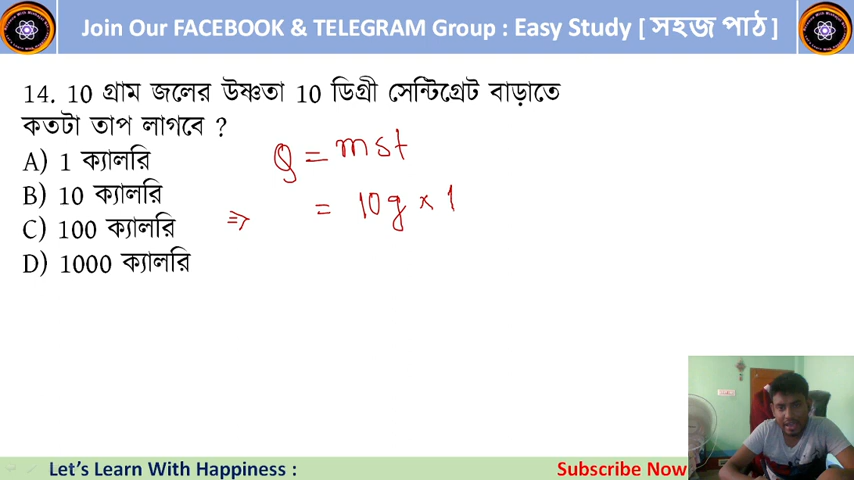 Join Our FACEBOOK & TELEGRAM Group : Easy Study [ সহজ পাঠ ]
14. 10 গ্রাম জলের উষ্ণতা 10 ডিগ্রী সেন্টিগ্রেট বাড়াতে
কতটা তাপ লাগবে ?
A) 1 ক্যালরি
B) 10 ক্যালরি
C) 100 ক্যালরি
D) 1000 ক্যালরি
Q = mst
⇒ = 10g × 1
Let's Learn With Happiness :
Subscribe Now